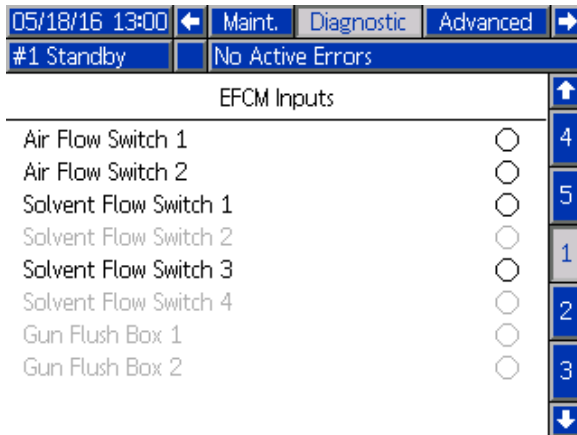 05/18/16 13:00 Maint. Diagnostic Advanced
#1 Standby No Active Errors
EFCM Inputs
Air Flow Switch 1
Air Flow Switch 2
Solvent Flow Switch 1
Solvent Flow Switch 2
Solvent Flow Switch 3
Solvent Flow Switch 4
Gun Flush Box 1
Gun Flush Box 2
4
5
1
2
3